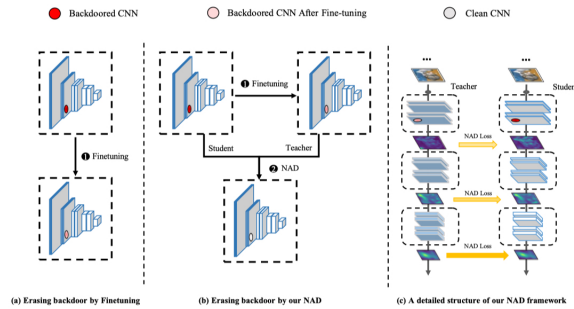 Backdoored CNN
Backdoored CNN After Fine-tuning
Clean CNN
❶ Finetuning
❶ Finetuning
Student
Teacher
❷ NAD
...
...
Teacher
Studen
NAD Loss
NAD Loss
NAD Loss
(a) Erasing backdoor by Finetuning
(b) Erasing backdoor by our NAD
(c) A detailed structure of our NAD framework